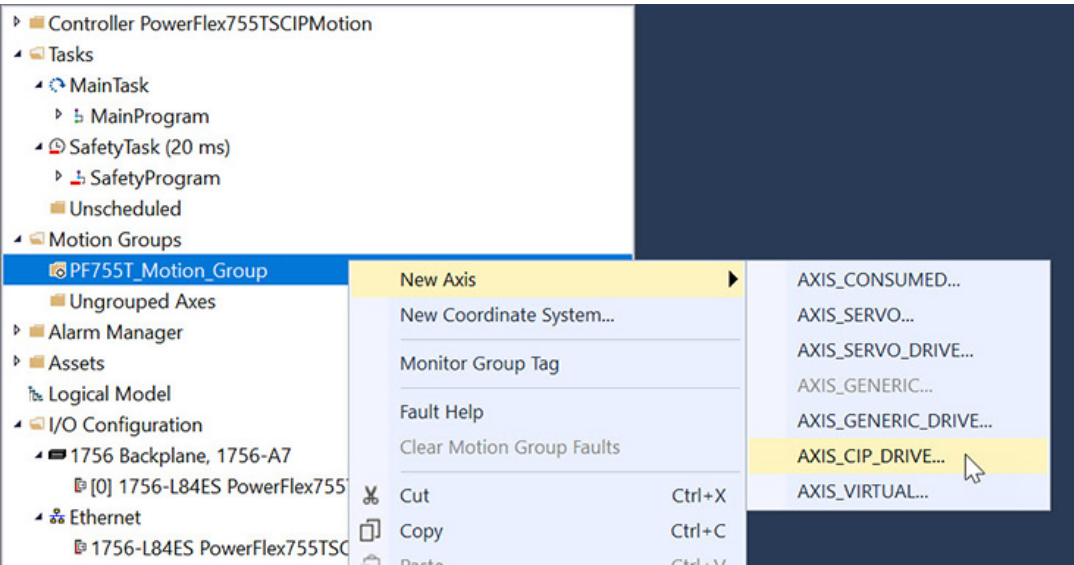 Controller PowerFlex755TSCIPMotion
Tasks
MainTask
MainProgram
SafetyTask (20 ms)
SafetyProgram
Unscheduled
Motion Groups
PF755T_Motion_Group
Ungrouped Axes
Alarm Manager
Assets
Logical Model
I/O Configuration
1756 Backplane, 1756-A7
[0] 1756-L84ES PowerFlex755
Ethernet
1756-L84ES PowerFlex755TSC
New Axis
New Coordinate System...
Monitor Group Tag
Fault Help
Clear Motion Group Faults
Cut Ctrl+X
Copy Ctrl+C
Paste Ctrl+V
AXIS_CONSUMED...
AXIS_SERVO...
AXIS_SERVO_DRIVE...
AXIS_GENERIC...
AXIS_GENERIC_DRIVE...
AXIS_CIP_DRIVE...
AXIS_VIRTUAL...